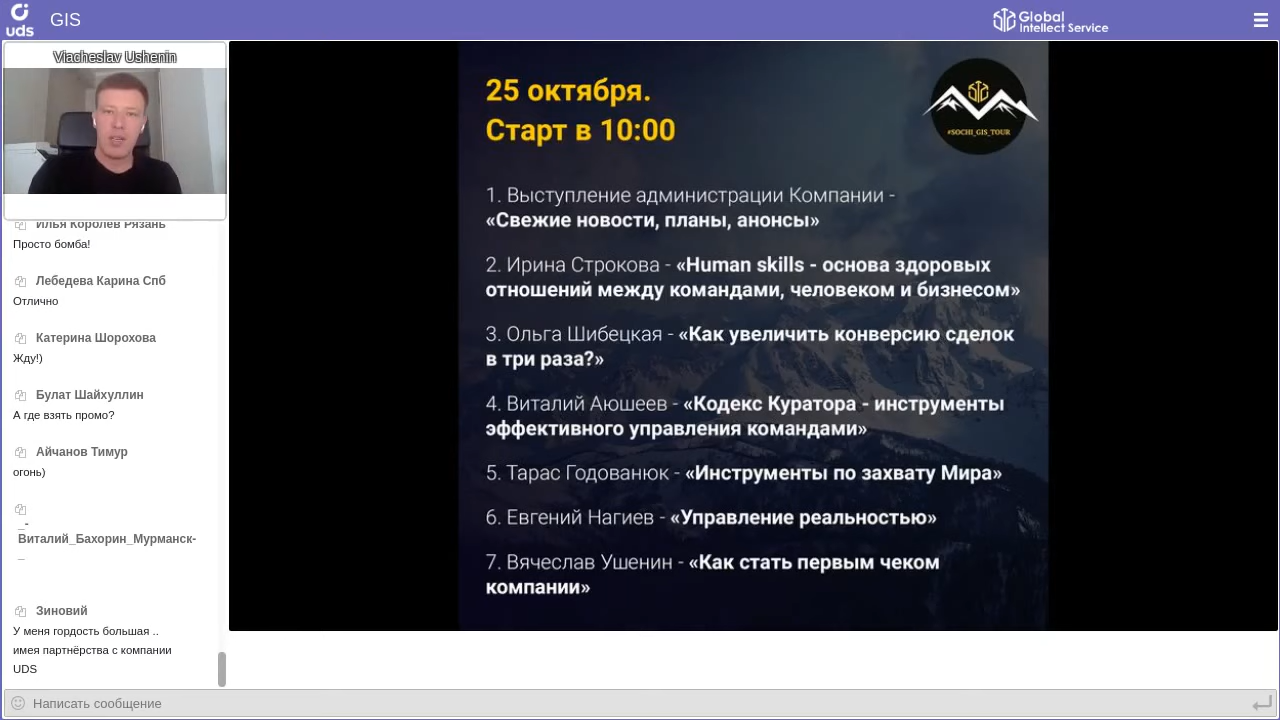 uds
GIS
Global
Intellect Service
Viacheslav Ushenin
Илья Королев Рязань
Просто бомба!
Лебедева Карина Спб
Отлично
Катерина Шорохова
Жду!)
Булат Шайхуллин
А где взять промо?
Айчанов Тимур
огонь)
_-
Виталий_Бахорин_Мурманск-
_
Зиновий
У меня гордость большая ..
имея партнёрства с компании
UDS
25 октября.
Старт в 10:00
#SOCHI_GIS_TOUR
1. Выступление администрации Компании -
«Свежие новости, планы, анонсы»
2. Ирина Строкова - «Human skills - основа здоровых
отношений между командами, человеком и бизнесом»
3. Ольга Шибецкая - «Как увеличить конверсию сделок
в три раза?»
4. Виталий Аюшеев - «Кодекс Куратора - инструменты
эффективного управления командами»
5. Тарас Годованюк - «Инструменты по захвату Мира»
6. Евгений Нагиев - «Управление реальностью»
7. Вячеслав Ушенин - «Как стать первым чеком
компании»
Написать сообщение